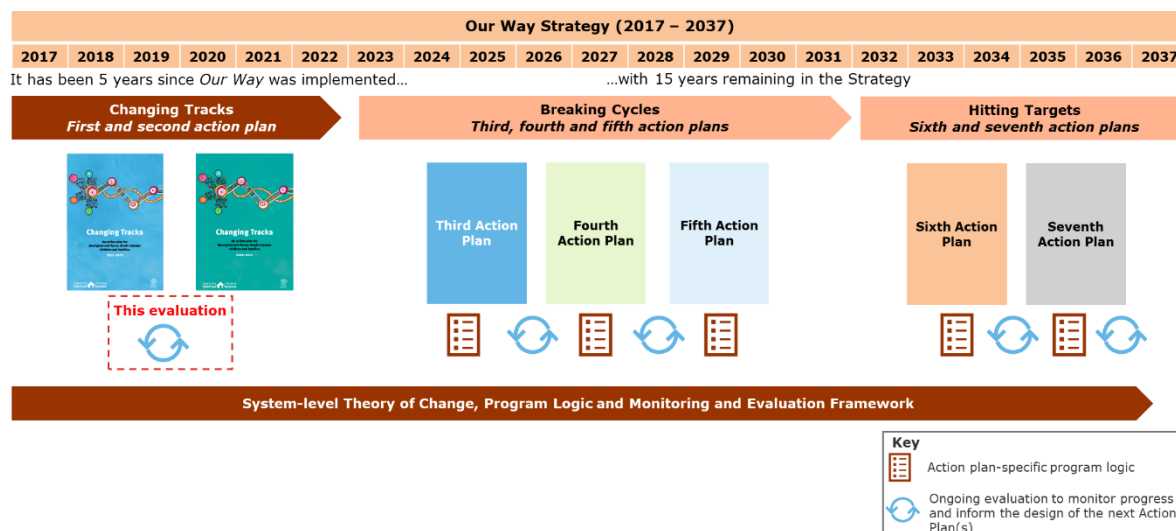 Our Way Strategy (2017 – 2037)
2017 2018 2019 2020 2021 2022 2023 2024 2025 2026 2027 2028 2029 2030 2031 2032 2033 2034 2035 2036 2037
It has been 5 years since Our Way was implemented…
…with 15 years remaining in the Strategy
Changing Tracks
First and second action plan
Breaking Cycles
Third, fourth and fifth action plans
Hitting Targets
Sixth and seventh action plans
Changing Tracks
Changing Tracks
Third Action
Plan
Fourth
Action Plan
Fifth Action
Plan
Sixth Action
Plan
Seventh
Action Plan
This evaluation
System-level Theory of Change, Program Logic and Monitoring and Evaluation Framework
Key
Action plan-specific program logic
Ongoing evaluation to monitor progress
and inform the design of the next Action
Plan(s)